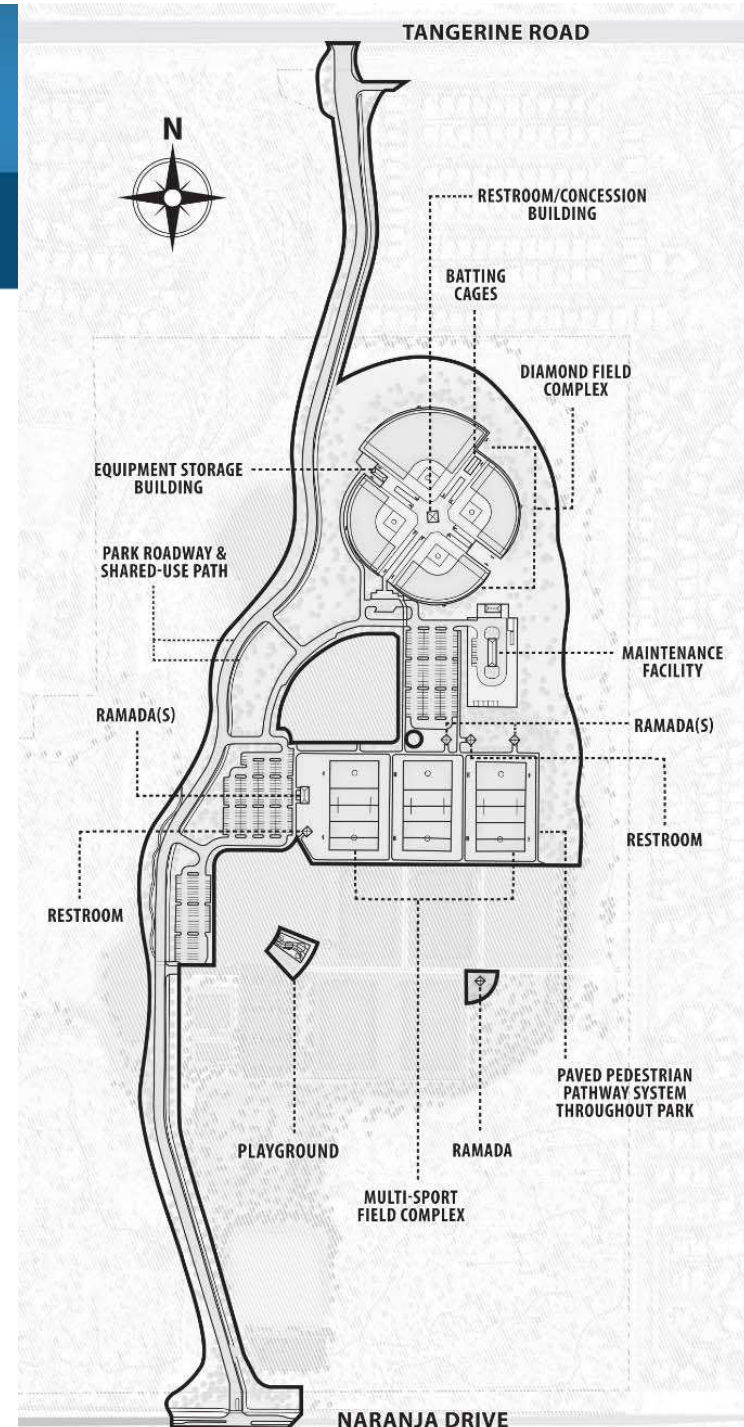 TANGERINE ROAD
N
RESTROOM/CONCESSION
BUILDING
BATTING
CAGES
DIAMOND FIELD
COMPLEX
EQUIPMENT STORAGE
BUILDING
PARK ROADWAY &
SHARED-USE PATH
MAINTENANCE
FACILITY
RAMADA(S)
RAMADA(S)
RESTROOM
RESTROOM
PAVED PEDESTRIAN
PATHWAY SYSTEM
THROUGHOUT PARK
PLAYGROUND
RAMADA
MULTI-SPORT
FIELD COMPLEX
NARANJA DRIVE